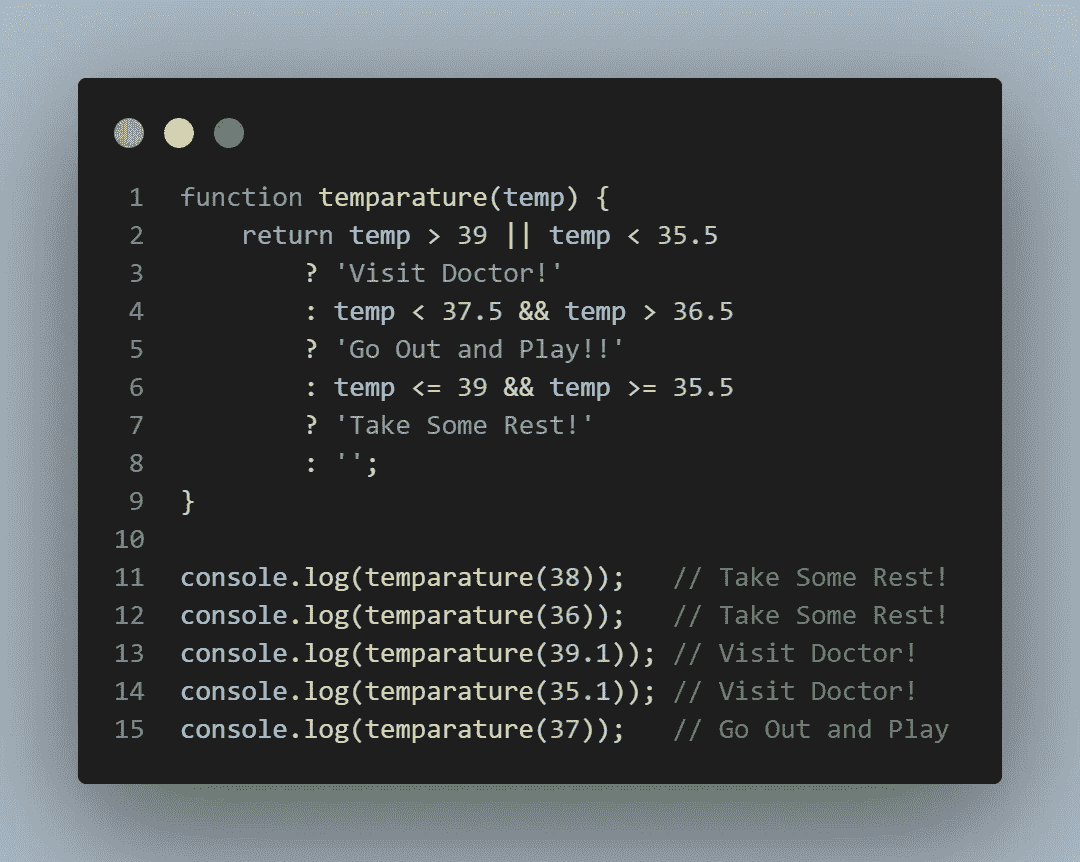 1 function temparature(temp) {
2 return temp > 39 || temp < 35.5
3 ? 'Visit Doctor!'
4 : temp < 37.5 && temp > 36.5
5 ? 'Go Out and Play!!'
6 : temp <= 39 && temp >= 35.5
7 ? 'Take Some Rest!'
8 : '';
9 }
10
11 console.log(temparature(38)); // Take Some Rest!
12 console.log(temparature(36)); // Take Some Rest!
13 console.log(temparature(39.1)); // Visit Doctor!
14 console.log(temparature(35.1)); // Visit Doctor!
15 console.log(temparature(37)); // Go Out and Play